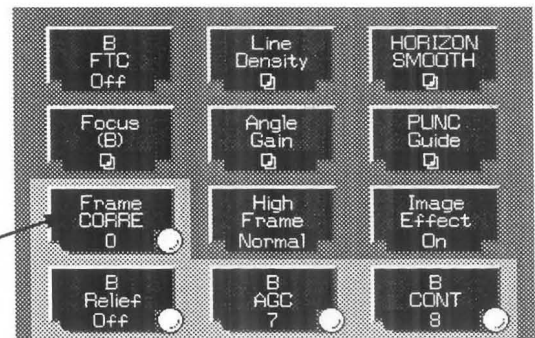 B
FTC
Off
Line
Density
HORIZON
SMOOTH
Focus
(B)
Angle
Gain
PUNC
Guide
Frame
CORRE
0
High
Frame
Normal
Image
Effect
On
B
Relief
Off
B
AGC
7
B
CONT
8